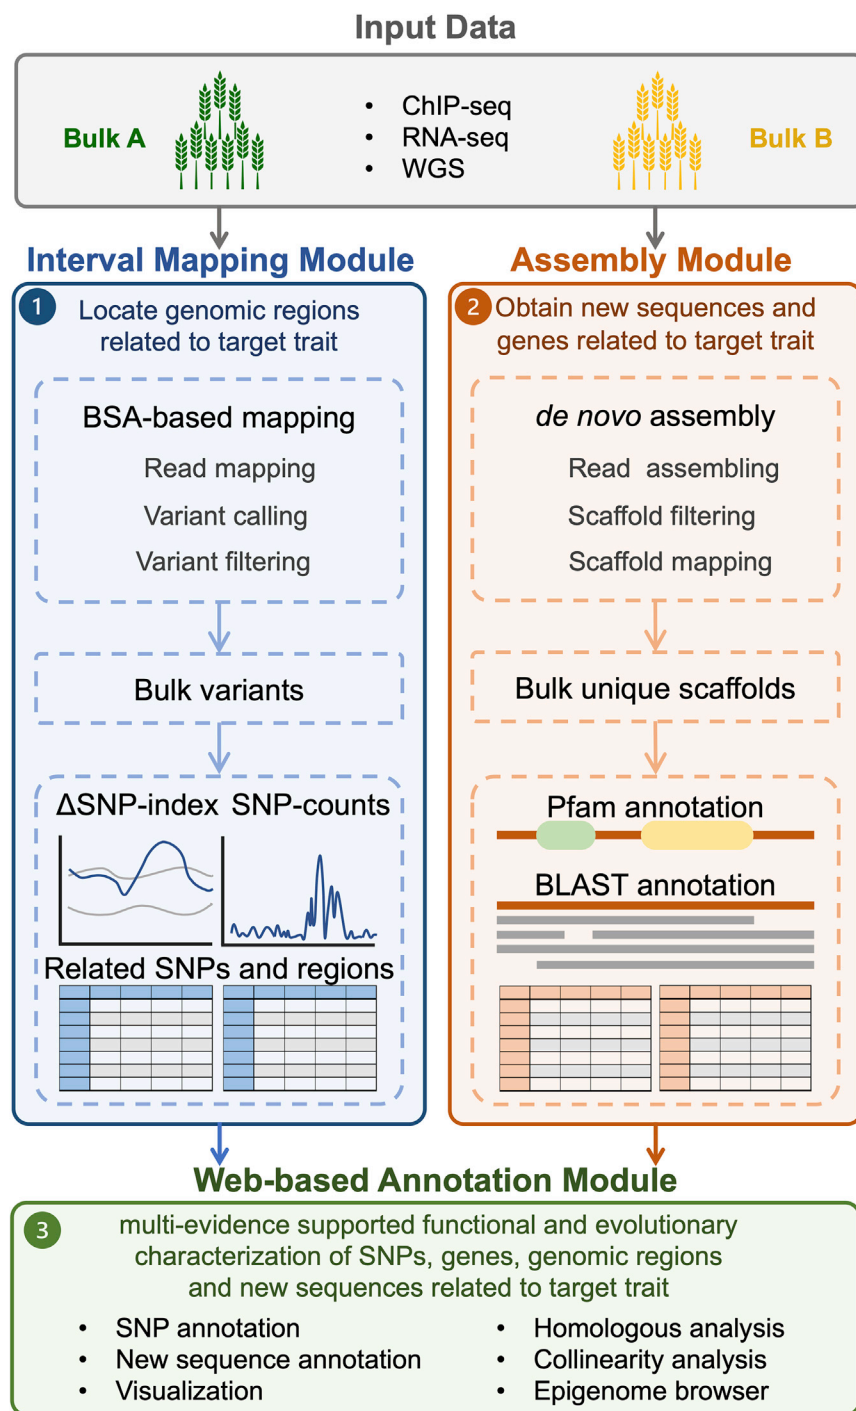 Input Data
Bulk A
• ChIP-seq
• RNA-seq
• WGS
Bulk B
Interval Mapping Module
1
Locate genomic regions
related to target trait
BSA-based mapping
Read mapping
Variant calling
Variant filtering
Bulk variants
ΔSNP-index SNP-counts
Related SNPs and regions
Assembly Module
2
Obtain new sequences and
genes related to target trait
de novo assembly
Read assembling
Scaffold filtering
Scaffold mapping
Bulk unique scaffolds
Pfam annotation
BLAST annotation
Web-based Annotation Module
3
multi-evidence supported functional and evolutionary
characterization of SNPs, genes, genomic regions
and new sequences related to target trait
• SNP annotation
• New sequence annotation
• Visualization
• Homologous analysis
• Collinearity analysis
• Epigenome browser